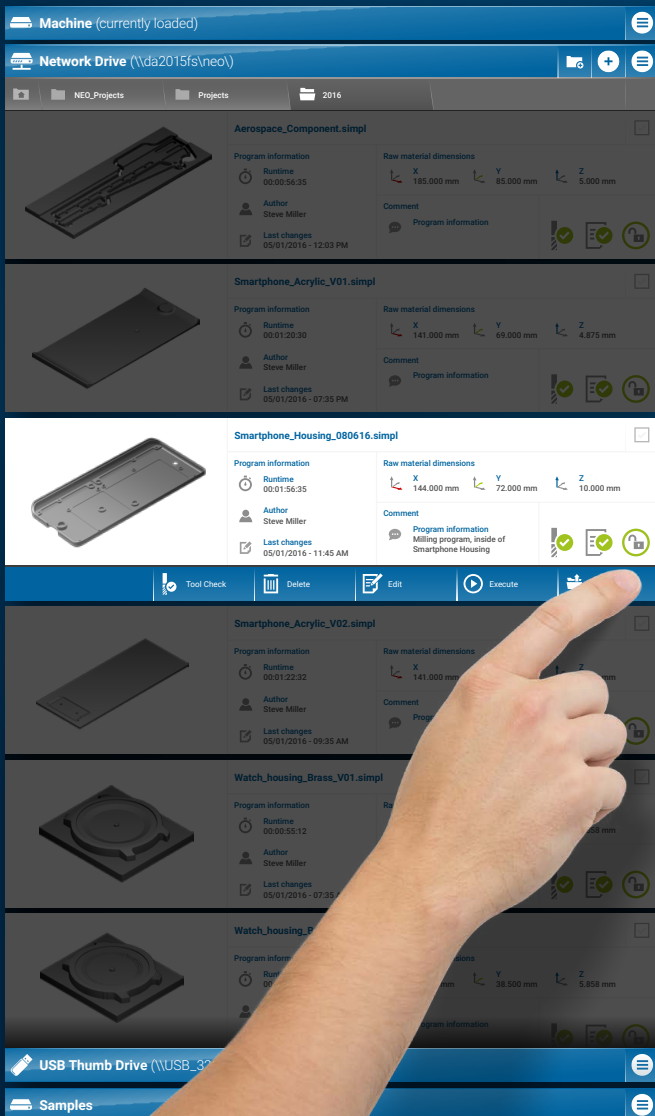 Machine (currently loaded)
Network Drive (\\da2015fs\neo\)
NEO_Projects
Projects
2016
Aerospace_Component.simpl
Program information
Raw material dimensions
Runtime
00:00:56:35
X
185.000 mm
Y
85.000 mm
Z
5.000 mm
Author
Steve Miller
Comment
Program information
Last changes
05/01/2016 - 12:03 PM
Smartphone_Acrylic_V01.simpl
Program information
Raw material dimensions
Runtime
00:01:20:30
X
141.000 mm
Y
69.000 mm
Z
4.875 mm
Author
Steve Miller
Comment
Program information
Last changes
05/01/2016 - 07:35 PM
Smartphone_Housing_080616.simpl
Program information
Raw material dimensions
Runtime
00:01:56:35
X
144.000 mm
Y
72.000 mm
Z
10.000 mm
Author
Steve Miller
Comment
Program information
Milling program, inside of
Smartphone Housing
Last changes
05/01/2016 - 11:45 AM
Tool Check
Delete
Edit
Execute
Smartphone_Acrylic_V02.simpl
Program information
Raw material dimensions
Runtime
00:01:22:32
X
141.000 mm
Z
Author
Steve Miller
Comment
Last changes
05/01/2016 - 09:35 AM
Watch_housing_Brass_V01.simpl
Program information
Runtime
00:00:55:12
Author
Steve Miller
Last changes
05/01/2016 - 07:35
Program
Y
38.500 mm
Z
5.858 mm
Program information
USB Thumb Drive
Samples